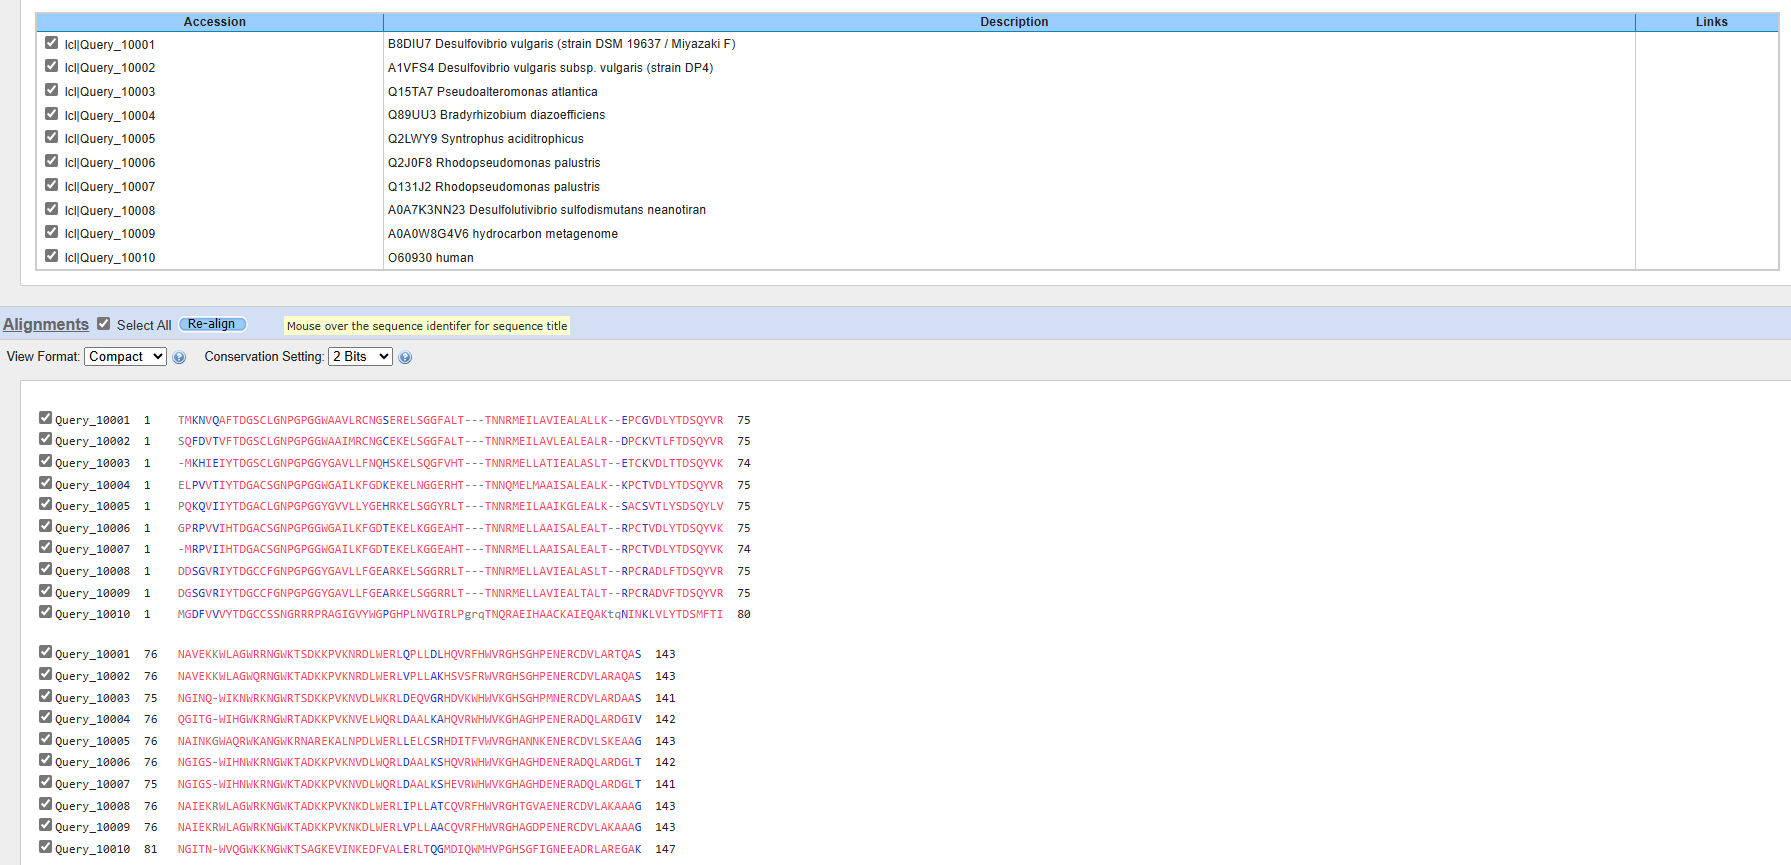 Accession Description Links
lcl|Query_10001 B8DIU7 Desulfovibrio vulgaris (strain DSM 19637 / Miyazaki F)
lcl|Query_10002 A1VFS4 Desulfovibrio vulgaris subsp. vulgaris (strain DP4)
lcl|Query_10003 Q15TA7 Pseudoalteromonas atlantica
lcl|Query_10004 Q89UU3 Bradyrhizobium diazoefficiens
lcl|Query_10005 Q2LWY9 Syntrophus aciditrophicus
lcl|Query_10006 Q2J0F8 Rhodopseudomonas palustris
lcl|Query_10007 Q131J2 Rhodopseudomonas palustris
lcl|Query_10008 A0A7K3NN23 Desulfolutivibrio sulfodismutans neanotiran
lcl|Query_10009 A0A0W8G4V6 hydrocarbon metagenome
lcl|Query_10010 O60930 human
Alignments Select All Re-align Mouse over the sequence identifer for sequence title
View Format: Compact ? Conservation Setting: 2 Bits ?
Query_10001 1 TMKNVQAFTDGSCLGNPGPGGWAAVLRCNGSERELSGGFALT---TNNRMEILAVIEALALLK--EPCGVDLYTDSQYVR 75
Query_10002 1 SQFDVTVFTDGSCLGNPGPGGWAAIMRCNGCEKELSGGFALT---TNNRMEILAVLEALEALR--DPCKVTLFTDSQYVR 75
Query_10003 1 -MKHIEIYTDGSCLGNPGPGGYGAVLLFNQHSKELSQGFVHT---TNNRMELLATIEALASLT--ETCKVDLTTDSQYVK 74
Query_10004 1 ELPVVTIYTDGACSGNPGPGGWGAILKFGDKEKELNGGERHT---TNNQMELMAAISALEALK--KPCTVDLYTDSQYVR 75
Query_10005 1 PQKQVIIYTDGACLGNPGPGGYGVVLLYGEHRKELSGGYRLT---TNNRMEILAAIKGLEALK--SACSVTLYSDSQYLV 75
Query_10006 1 GPRPVVIHTDGACSGNPGPGGWGAILKFGDTEKELKGGEAHT---TNNRMELLAAISALEALT--RPCTVDLYTDSQYVK 75
Query_10007 1 -MRPVIIHTDGACSGNPGPGGWGAILKFGDTEKELKGGEAHT---TNNRMELLAAISALEALT--RPCTVDLYTDSQYVK 74
Query_10008 1 DDSGVRIYTDGCCFGNPGPGGYGAVLLFGEARKELSGGRRLT---TNNRMELLAVIEALASLT--RPCRADLFTDSQYVR 75
Query_10009 1 DGSGVRIYTDGCCFGNPGPGGYGAVLLFGEARKELSGGRRLT---TNNRMELLAVIEALTALT--RPCRADVFTDSQYVR 75
Query_10010 1 MGDFVVVYTDGCCSSNGRRRPRAGIGVYWGPGHPLNVGIRLPgrqTNQRAEIHAACKAIEQAKtqNINKLVLYTDSMFTI 80
Query_10001 76 NAVEKKWLAGWRRNGWKTSDKKPVKNRDLWERLQPLLDLHQVRFHWVRGHSGHPENERCDVLARTQAS 143
Query_10002 76 NAVEKKWLAGWQRNGWKTADKKPVKNRDLWERLVPLLAKHSVSFRWVRGHSGHPENERCDVLARAQAS 143
Query_10003 75 NGINQ-WIKNWRKNGWRTSDKKPVKNVDLWKRLDEQVGRHDVKWHWVKGHSGHPMNERCDVLARDAAS 141
Query_10004 76 QGITG-WIHGWKRNGWRTADKKPVKNVELWQRLDAALKAHQVRWHWVKGHAGHPENERADQLARDGIV 142
Query_10005 76 NAINKGWAQRWKANGWKRNAREKALNPDLWERLLELCSRHDITFVWVRGHANNKENERCDVLSKEAAG 143
Query_10006 76 NGIGS-WIHNWKRNGWKTADKKPVKNVDLWQRLDAALKSHQVRWHWVKGHAGHDENERADQLARDGLT 142
Query_10007 75 NGIGS-WIHNWKRNGWKTADKKPVKNVDLWQRLDAALKSHEVRWHWVKGHAGHDENERADQLARDGLT 141
Query_10008 76 NAIEKRWLAGWRKNGWKTADKKPVKNKDLWERLIPLLATCQVRFHWVRGHTGVAENERCDVLAKAAAG 143
Query_10009 76 NAIEKRWLAGWRKNGWKTADKKPVKNKDLWERLVPLLAACQVRFHWVRGHAGDPENERCDVLAKAAAG 143
Query_10010 81 NGITN-WVQGWKKNGWKTSAGKEVINKEDFVALERLTQGMDIQWMHVPGHSGFIGNEEADRLAREGAK 147